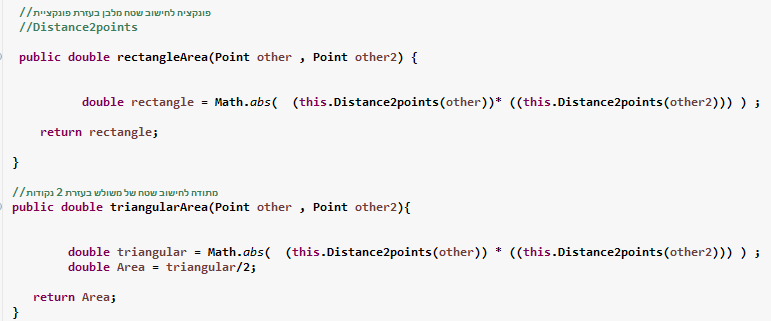 //פונקציה לחישוב שטח מלבן בעזרת פונקציית
//Distance2points
public double rectangleArea(Point other , Point other2) {
double rectangle = Math.abs(  (this.Distance2points(other))* ((this.Distance2points(other2))) ) ;
return rectangle;
}
//מתודה לחישוב שטח של משולש בעזרת 2 נקודות
public double triangularArea(Point other , Point other2){
double triangular = Math.abs(  (this.Distance2points(other)) * ((this.Distance2points(other2))) ) ;
double Area = triangular/2;
return Area;
}